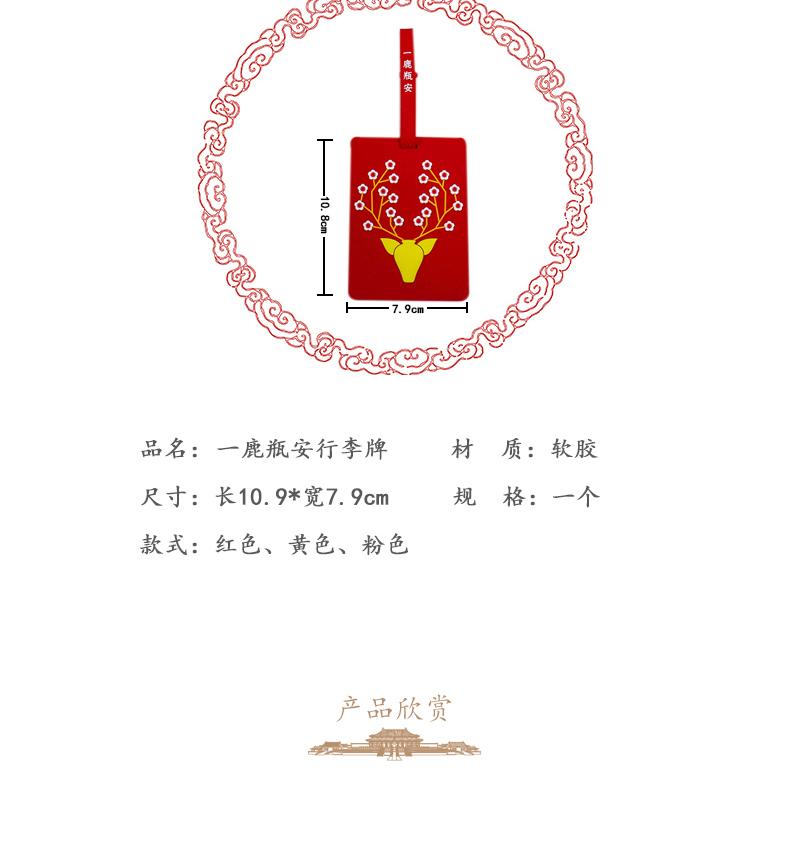 一鹿瓶安
10.8cm
7.9cm
品名：一鹿瓶安行李牌 材 质：软胶
尺寸：长10.9*宽7.9cm 规 格：一个
款式：红色、黄色、粉色
产品欣赏